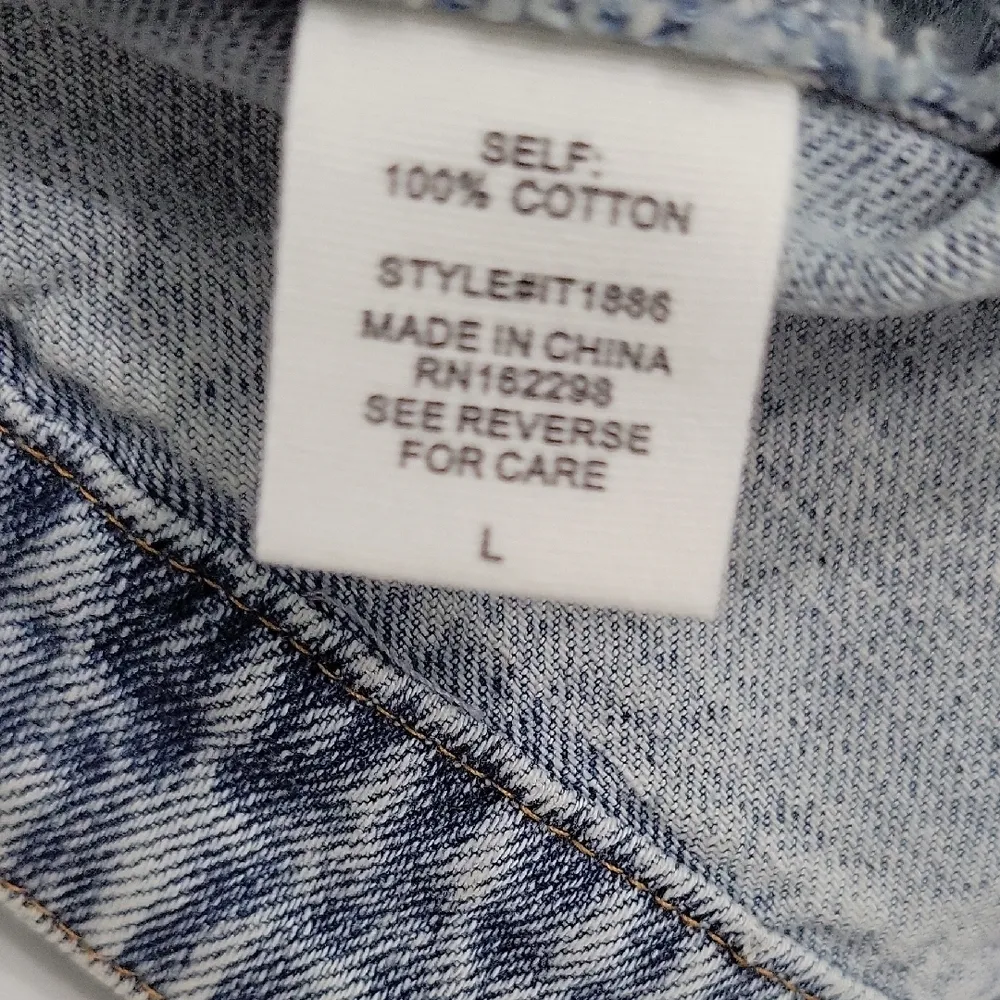 SELF:
100% COTTON
STYLE#IT1886
MADE IN CHINA
RN162298
SEE REVERSE
FOR CARE
L